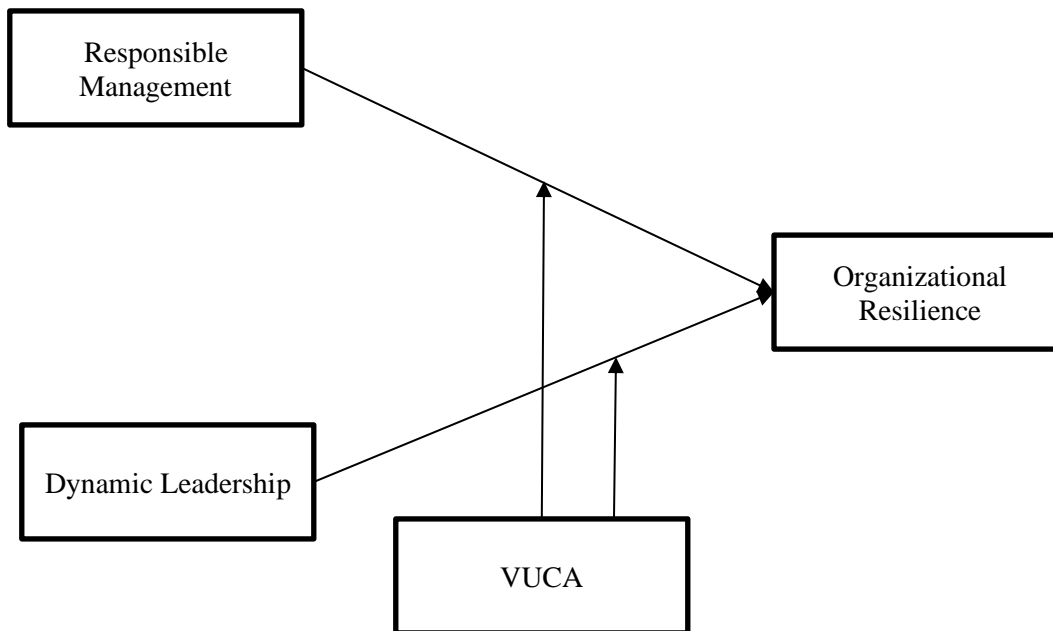 Responsible
Management
Organizational
Resilience
Dynamic Leadership
VUCA